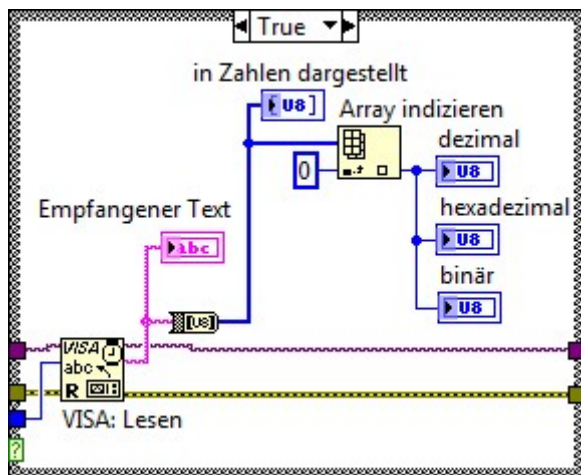 True
in Zahlen dargestellt
[U8]
Array indizieren
dezimal
U8
0
hexadezimal
U8
Empfangener Text
abc
binär
U8
[U8]
VISA
abc
R
VISA: Lesen
?